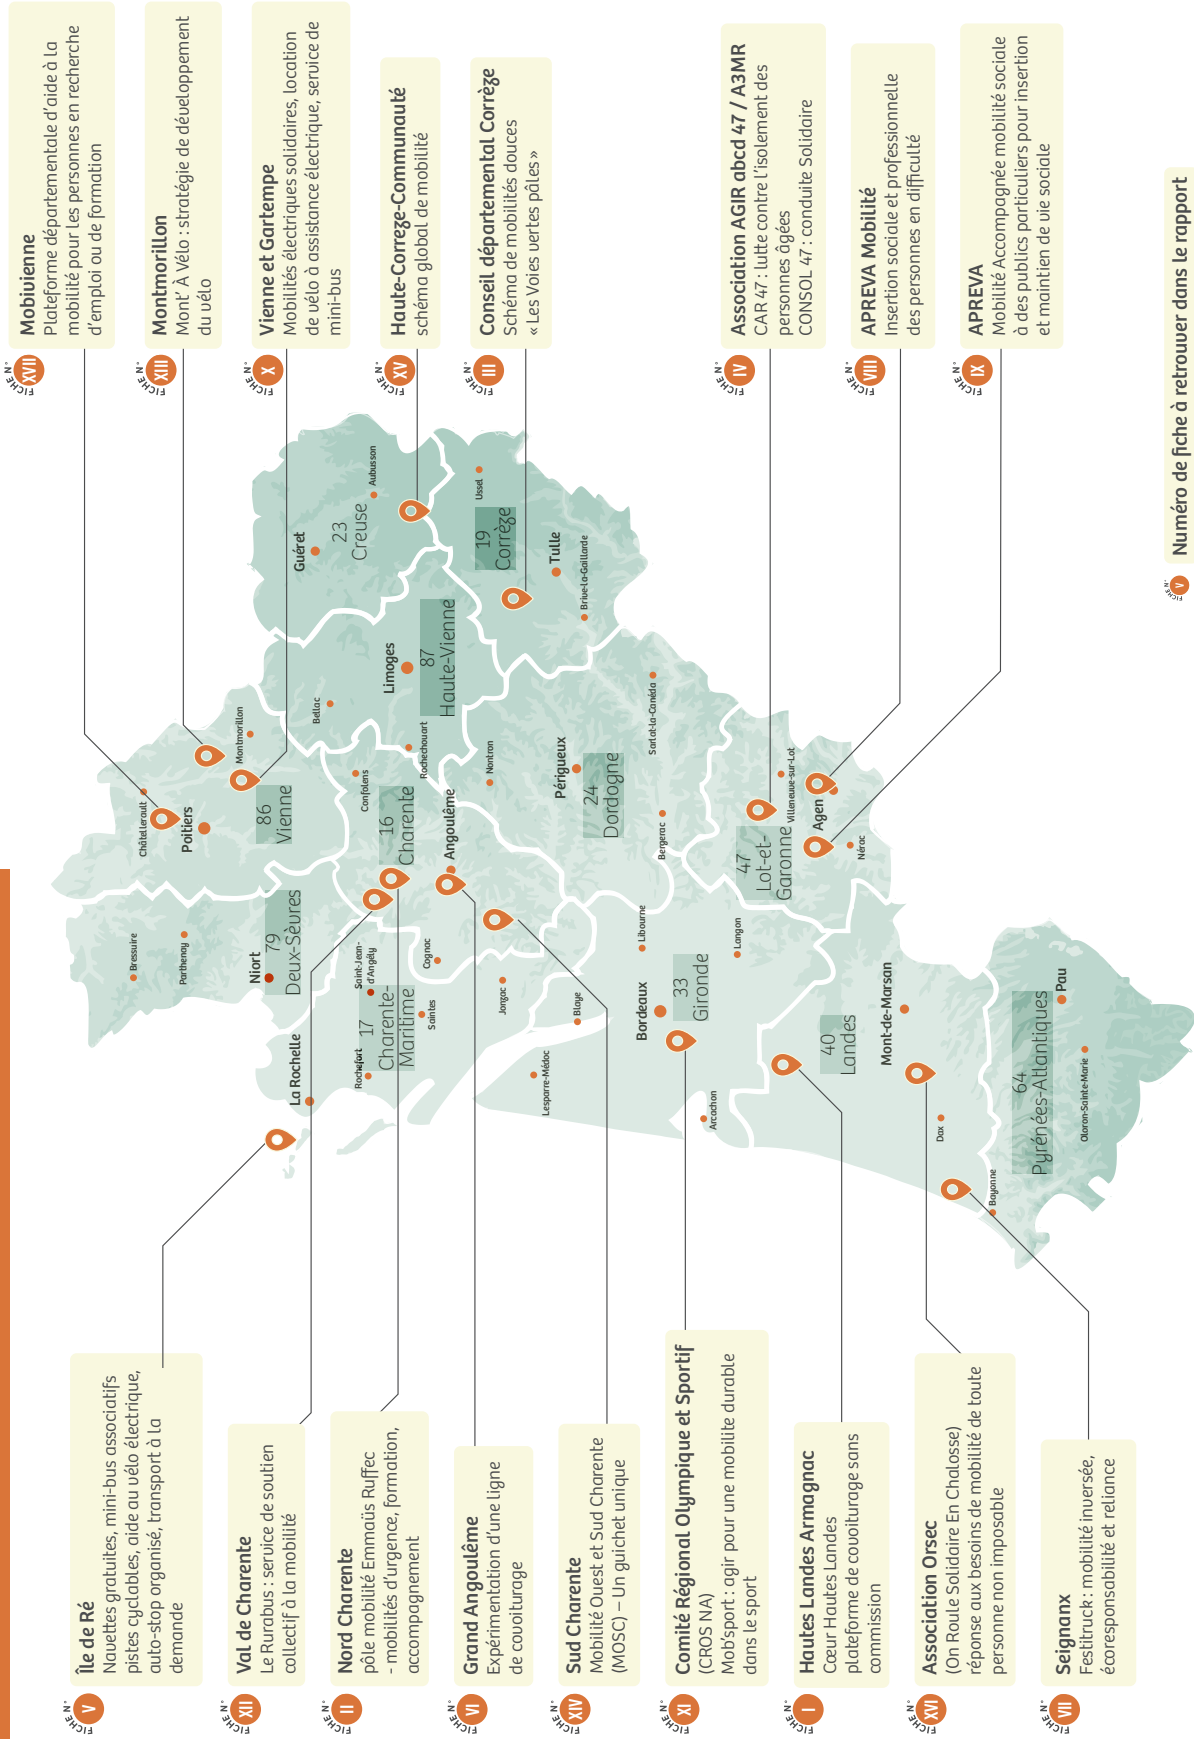 FICHE N°
V
Île de Ré
Navettes gratuites, mini-bus associatifs
pistes cyclables, aide au vélo électrique,
auto-stop organisé, transport à la
demande
FICHE N°
XII
Val de Charente
Le Rurabus : service de soutien
collectif à la mobilité
FICHE N°
II
Nord Charente
pôle mobilité Emmaüs Ruffec
- mobilités d'urgence, formation,
accompagnement
FICHE N°
VI
Grand Angoulême
Expérimentation d'une ligne
de covoiturage
FICHE N°
XIV
Sud Charente
Mobilité Ouest et Sud Charente
(MOSC) – Un guichet unique
FICHE N°
XI
Comité Régional Olympique et Sportif
(CROS NA)
Mob'sport : agir pour une mobilite durable
dans le sport
FICHE N°
I
Hautes Landes Armagnac
Cœur Hautes Landes
plateforme de covoiturage sans
commission
FICHE N°
XVI
Association Orsec
(On Roule Solidaire En Chalosse)
réponse aux besoins de mobilité de toute
personne non imposable
FICHE N°
VII
Seignanx
Festitruck : mobilité inversée,
écoresponsabilité et reliance
Bressuire
Parthenay
Niort
79
Deux-Sèvres
La Rochelle
Rochefort
17
Charente-
Maritime
Saint-Jean-
d'Angély
Saintes
Cognac
Jonzac
Châtellerault
Poitiers
86
Vienne
Montmorillon
Confolens
16
Charente
Angoulême
Bellac
Limoges
87
Haute-Vienne
Rochechouart
Guéret
23
Creuse
Aubusson
Ussel
19
Corrèze
Tulle
Brive-la-Gaillarde
Nontron
Périgueux
24
Dordogne
Sarlat-la-Canéda
Bergerac
Lesparre-Médoc
Blaye
Libourne
Bordeaux
33
Gironde
Arcachon
Langon
47
Lot-et-
Garonne
Villeneuve-sur-Lot
Agen
Nérac
40
Landes
Mont-de-Marsan
Dax
Bayonne
64
Pyrénées-Atlantiques
Pau
Oloron-Sainte-Marie
FICHE N°
XVII
Mobivienne
Plateforme départementale d'aide à la
mobilité pour les personnes en recherche
d'emploi ou de formation
FICHE N°
XIII
Montmorillon
Mont' À Vélo : stratégie de développement
du vélo
FICHE N°
X
Vienne et Gartempe
Mobilités électriques solidaires, location
de vélo à assistance électrique, service de
mini-bus
FICHE N°
XV
Haute-Correze-Communauté
schéma global de mobilité
FICHE N°
III
Conseil départemental Corrèze
Schéma de mobilités douces
« Les Voies vertes pâles »
FICHE N°
IV
Association AGIR abcd 47 / A3MR
CAR 47 : lutte contre l'isolement des
personnes âgées
CONSOL 47 : conduite Solidaire
FICHE N°
VIII
APREVA Mobilité
Insertion sociale et professionnelle
des personnes en difficulté
FICHE N°
IX
APREVA
Mobilité Accompagnée mobilité sociale
à des publics particuliers pour insertion
et maintien de vie sociale
FICHE N°
V
Numéro de fiche à retrouver dans le rapport